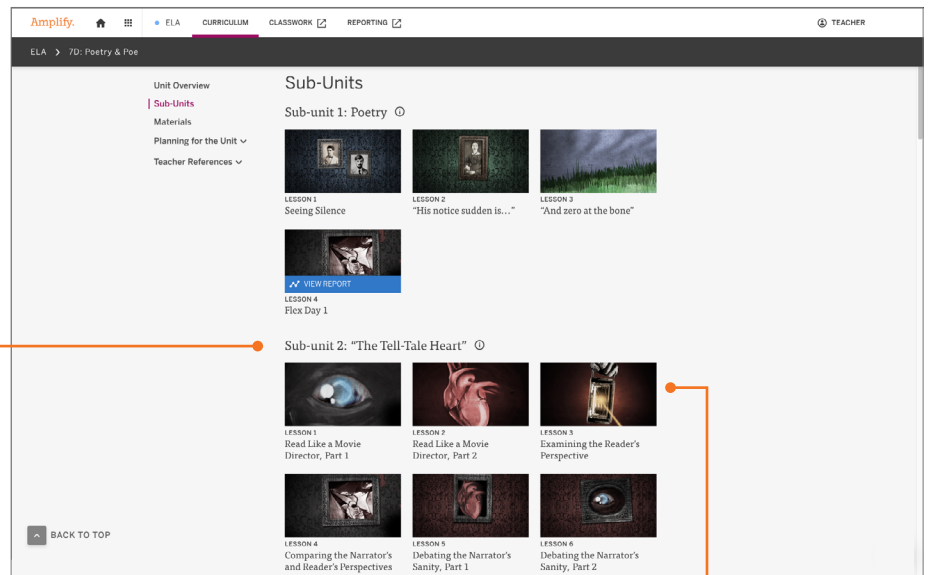 Amplify.
ELA
CURRICULUM
CLASSWORK
REPORTING
TEACHER
ELA > 7D: Poetry & Poe
Unit Overview
Sub-Units
Materials
Planning for the Unit
Teacher References
Sub-Units
Sub-unit 1: Poetry
LESSON 1
Seeing Silence
LESSON 2
"His notice sudden is..."
LESSON 3
"And zero at the bone"
VIEW REPORT
LESSON 4
Flex Day 1
Sub-unit 2: "The Tell-Tale Heart"
LESSON 1
Read Like a Movie
Director, Part 1
LESSON 2
Read Like a Movie
Director, Part 2
LESSON 3
Examining the Reader's
Perspective
LESSON 4
Comparing the Narrator's
and Reader's Perspectives
LESSON 5
Debating the Narrator's
Sanity, Part 1
LESSON 6
Debating the Narrator's
Sanity, Part 2
BACK TO TOP